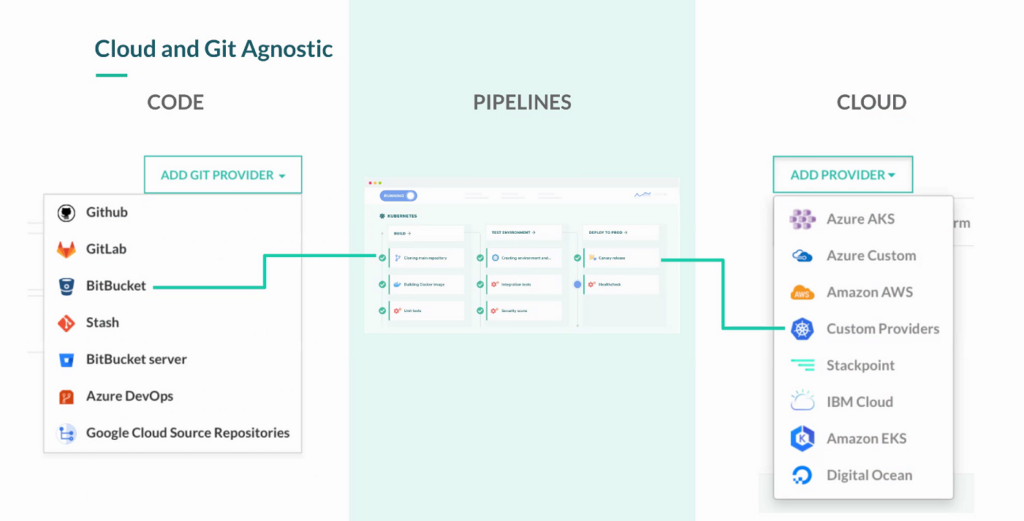 Cloud and Git Agnostic
CODE
PIPELINES
CLOUD
ADD GIT PROVIDER
Github
GitLab
BitBucket
Stash
BitBucket server
Azure DevOps
Google Cloud Source Repositories
KUBERNETES
BUILD
TEST ENVIRONMENT
DEPLOY TO PROD
Cloning main repository
Creating environment and...
Canary release
Building Docker image
Integration tests
Healthcheck
Unit tests
Security scans
ADD PROVIDER
rm
Azure AKS
Azure Custom
AWS
Amazon AWS
Custom Providers
Stackpoint
IBM Cloud
Amazon EKS
Digital Ocean